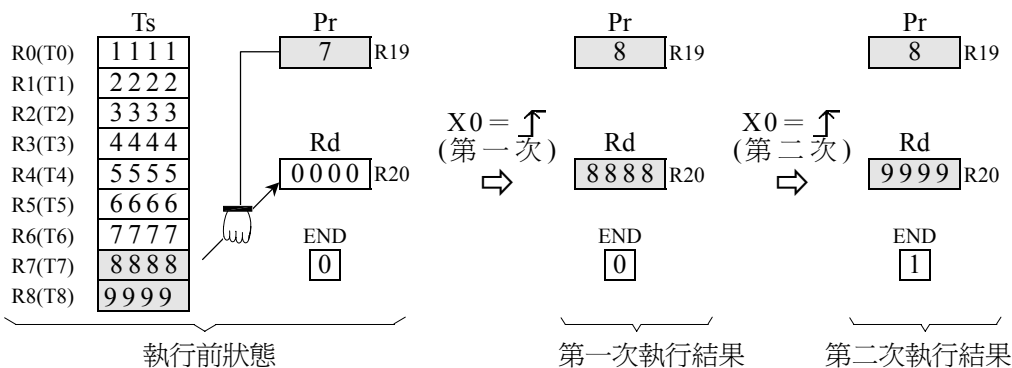 Ts Pr Pr Pr
R0(T0) 1111 7 R19 8 R19 8 R19
R1(T1) 2222
R2(T2) 3333
X0= X0=
R3(T3) 4444 Rd (第一次) Rd (第二次) Rd
R4(T4) 5555 0000 R20 8888 R20 9999 R20
R5(T5) 6666
R6(T6) 7777 END END END
R7(T7) 8888 0 0 1
R8(T8) 9999
執行前狀態 第一次執行結果 第二次執行結果